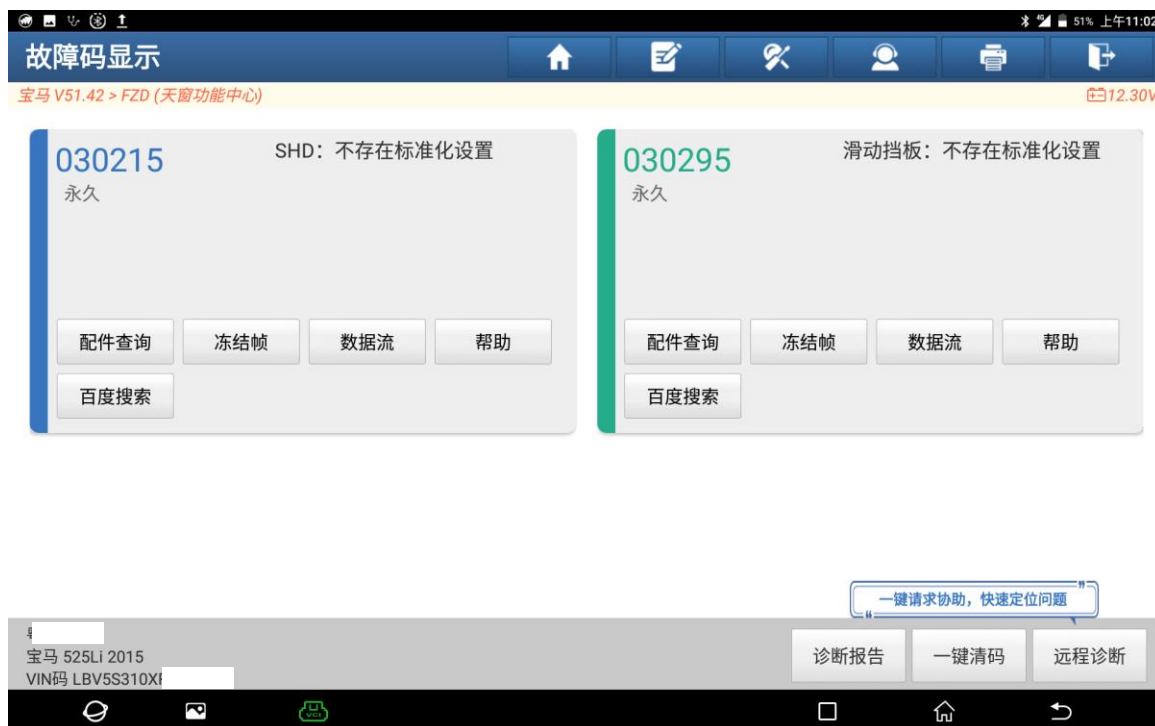 51% 上午11:02
故障码显示
宝马 V51.42 > FZD (天窗功能中心)
12.30V
030215
SHD：不存在标准化设置
永久
配件查询 冻结帧 数据流 帮助
百度搜索
030295
滑动挡板：不存在标准化设置
永久
配件查询 冻结帧 数据流 帮助
百度搜索
一键请求协助，快速定位问题
宝马 525Li 2015
VIN码 LBV5S310X
诊断报告 一键清码 远程诊断
VCI